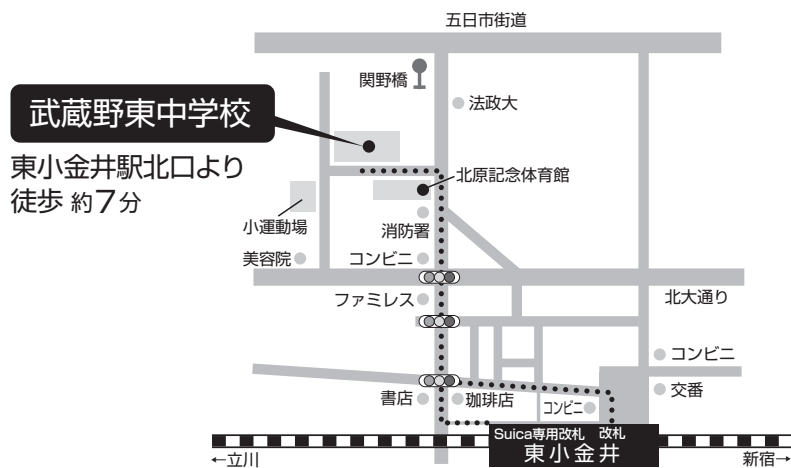 五日市街道
関野橋
法政大
武蔵野東中学校
東小金井駅北口より
徒歩 約7分
北原記念体育館
小運動場
消防署
美容院
コンビニ
北大通り
ファミレス
コンビニ
交番
書店
珈琲店
コンビニ
Suica専用改札 改札
東小金井
←立川
新宿→